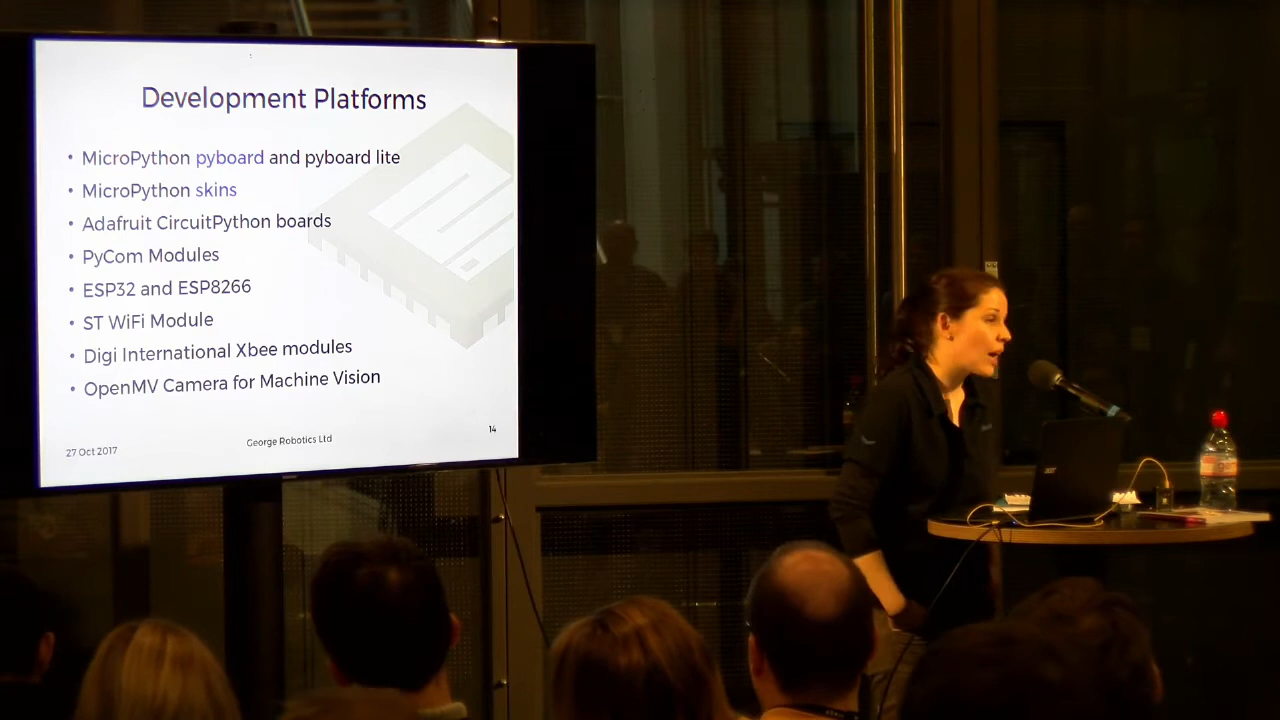 Development Platforms
• MicroPython pyboard and pyboard lite
• MicroPython skins
• Adafruit CircuitPython boards
• PyCom Modules
• ESP32 and ESP8266
• ST WiFi Module
• Digi International Xbee modules
• OpenMV Camera for Machine Vision
27 Oct 2017
George Robotics Ltd
14
acer